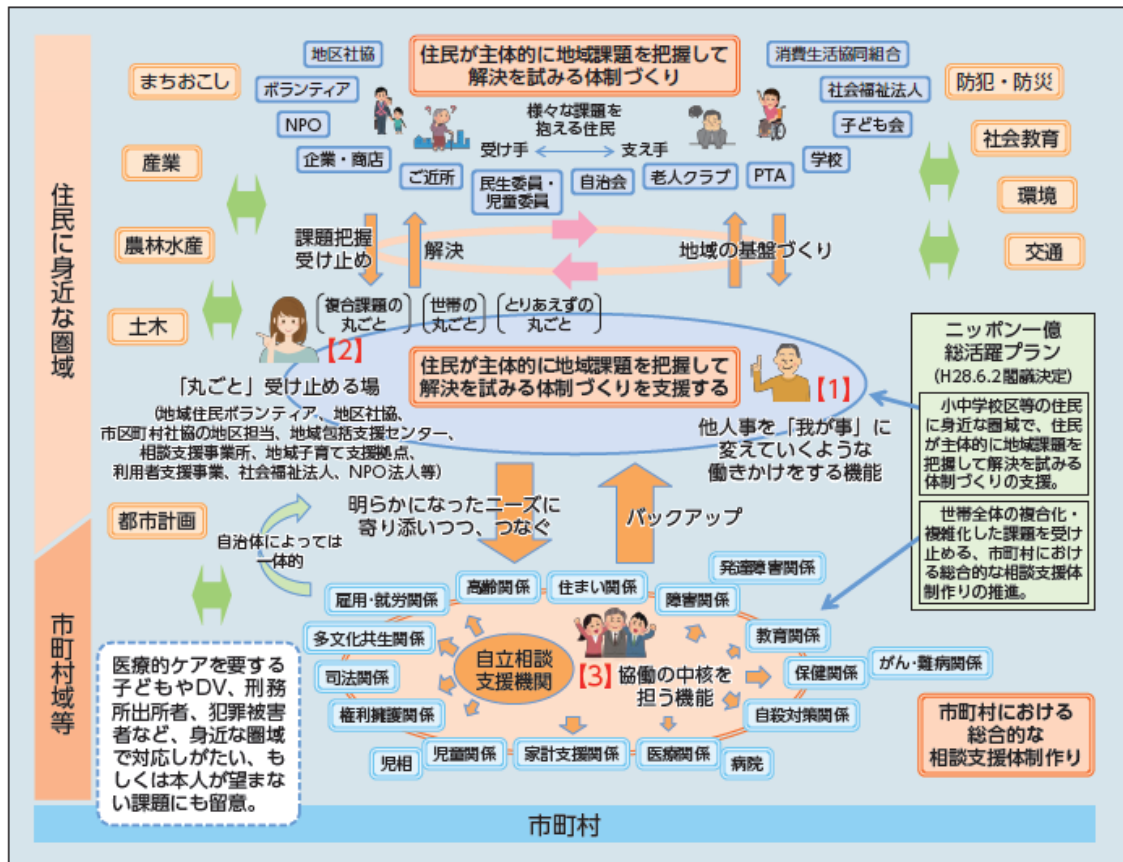 住民に身近な圏域
市町村域等
住民が主体的に地域課題を把握して
解決を試みる体制づくり
地区社協
ボランティア
NPO
企業・商店
ご近所
民生委員・
児童委員
自治会
老人クラブ
PTA
学校
子ども会
社会福祉法人
消費生活協同組合
様々な課題を
抱える住民
受け手
支え手
まちおこし
産業
農林水産
土木
都市計画
防犯・防災
社会教育
環境
交通
課題把握
受け止め
解決
地域の基盤づくり
複合課題の
丸ごと
世帯の
丸ごと
とりあえずの
丸ごと
【2】
住民が主体的に地域課題を把握して
解決を試みる体制づくりを支援する
【1】
「丸ごと」受け止める場
(地域住民ボランティア、地区社協、
市区町村社協の地区担当、地域包括支援センター、
相談支援事業所、地域子育て支援拠点、
利用者支援事業、社会福祉法人、NPO法人等)
他人事を「我が事」に
変えていくような
働きかけをする機能
ニッポン一億
総活躍プラン
(H28.6.2閣議決定)
小中学校区等の住民
に身近な圏域で、住民
が主体的に地域課題を
把握して解決を試みる
体制づくりの支援。
世帯全体の複合化・
複雑化した課題を受け
止める、市町村におけ
る総合的な相談支援体
制作りの推進。
明らかになったニーズに
寄り添いつつ、つなぐ
バックアップ
自治体によっては
一体的
雇用・就労関係
高齢関係
住まい関係
障害関係
発達障害関係
多文化共生関係
教育関係
司法関係
保健関係
がん・難病関係
権利擁護関係
自殺対策関係
児相
児童関係
家計支援関係
医療関係
病院
自立相談
支援機関
【3】
協働の中核を
担う機能
医療的ケアを要する
子どもやDV、刑務
所出所者、犯罪被害
者など、身近な圏域
で対応しがたい、も
しくは本人が望まな
い課題にも留意。
市町村における
総合的な
相談支援体制作り
市町村